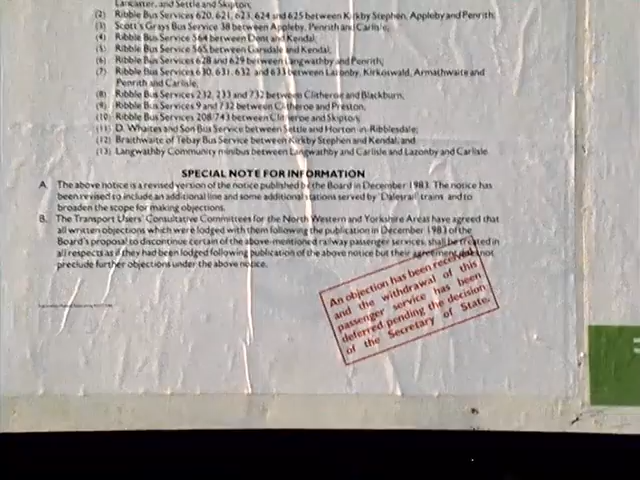 Lancaster, and Settle and Skipton;
(2) Ribble Bus Services 620, 621, 623, 624 and 625 between Kirkby Stephen, Appleby and Penrith;
(3) Scott's Grays Bus Service 38 between Appleby, Penrith and Carlisle;
(4) Ribble Bus Service 564 between Dent and Kendal;
(5) Ribble Bus Service 565 between Garsdale and Kendal;
(6) Ribble Bus Services 628 and 629 between Langwathby and Penrith;
(7) Ribble Bus Services 630, 631, 632 and 633 between Lazonby, Kirkoswald, Armathwaite and
Penrith and Carlisle;
(8) Ribble Bus Services 232, 233 and 732 between Clitheroe and Blackburn;
(9) Ribble Bus Services 9 and 732 between Clitheroe and Preston;
(10) Ribble Bus Services 208/743 between Clitheroe and Skipton;
(11) D. Whaites and Son Bus Service between Settle and Horton-in-Ribblesdale;
(12) Braithwaite of Tebay Bus Service between Kirkby Stephen and Kendal; and
(13) Langwathby Community minibus between Langwathby and Carlisle and Lazonby and Carlisle.
SPECIAL NOTE FOR INFORMATION
A. The above notice is a revised version of the notice published by the Board in December 1983. The notice has
been revised to include an additional line and some additional stations served by 'Dalesrail' trains and to
broaden the scope for making objections.
B. The Transport Users' Consultative Committees for the North Western and Yorkshire Areas have agreed that
all written objections which were lodged with them following the publication in December 1983 of the
Board's proposal to discontinue certain of the above-mentioned railway passenger services, shall be treated in
all respects as if they had been lodged following publication of the above notice but their agreement does not
preclude further objections under the above notice.
An objection has been received
and the withdrawal of this
passenger service has been
deferred pending the decision
of the Secretary of State.